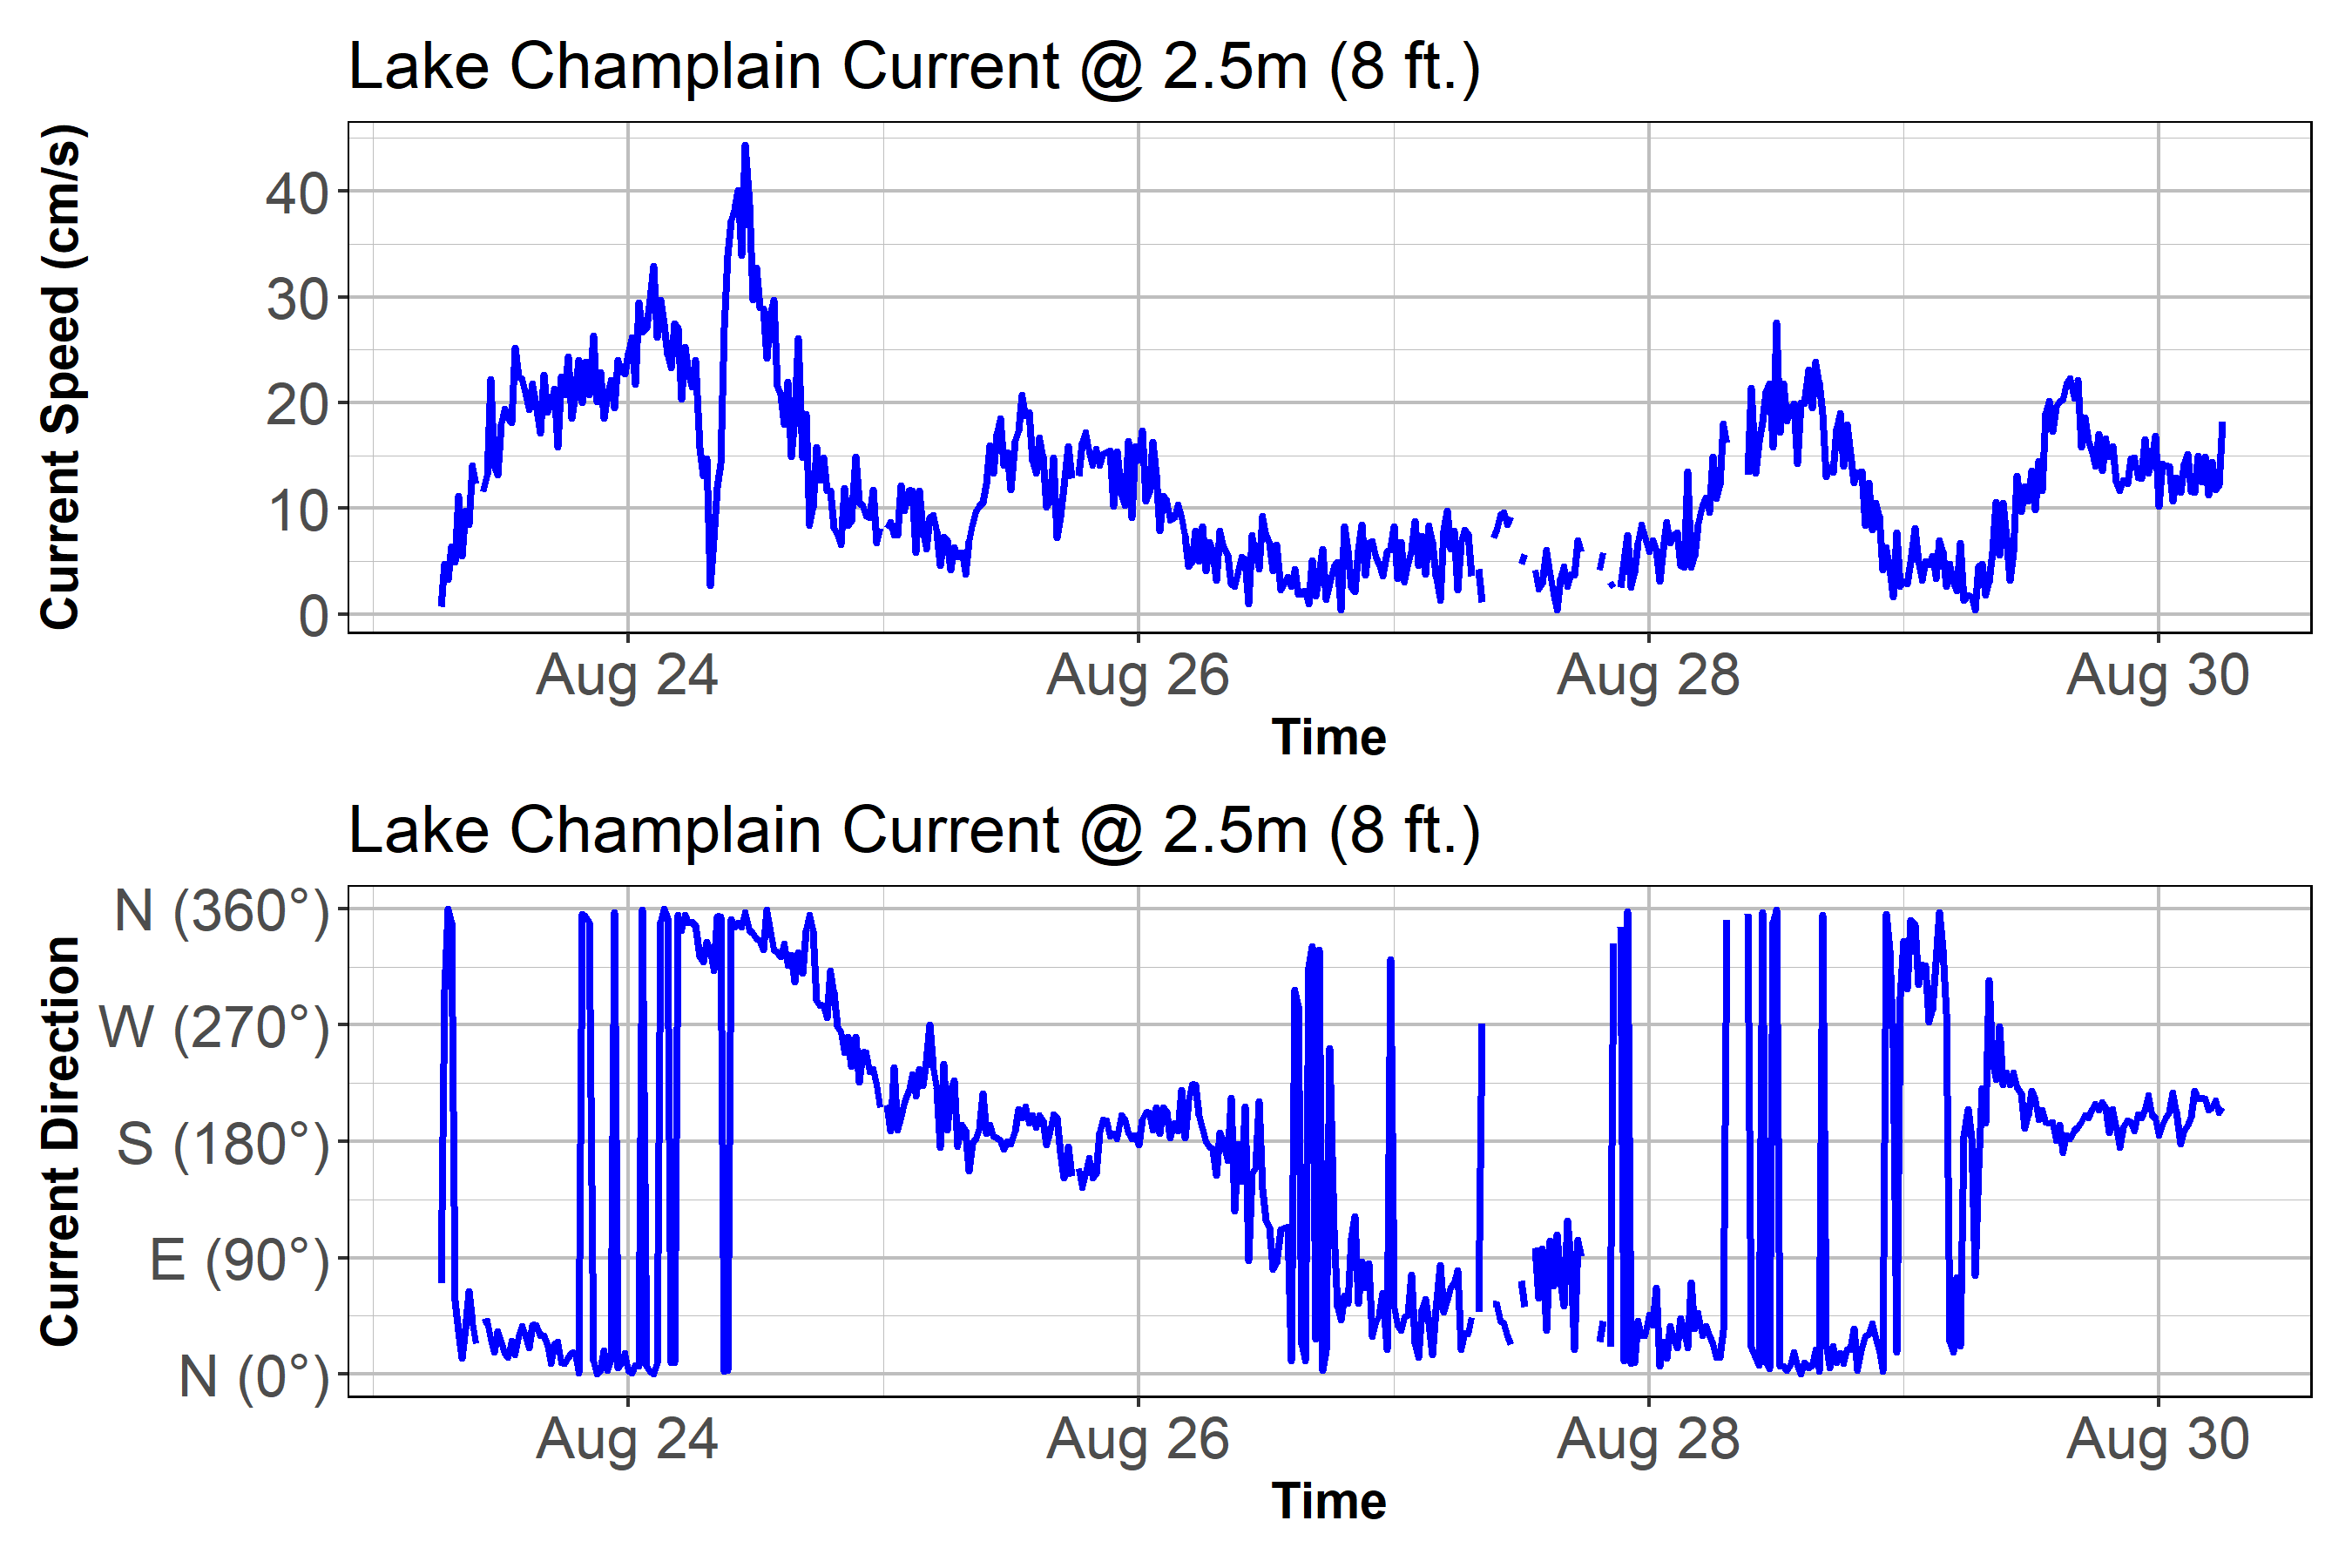 Lake Champlain Current @ 2.5m (8 ft.)
Current Speed (cm/s)
40
30
20
10
0
Aug 24 Aug 26 Aug 28 Aug 30
Time
Lake Champlain Current @ 2.5m (8 ft.)
Current Direction
N (360°)
W (270°)
S (180°)
E (90°)
N (0°)
Aug 24 Aug 26 Aug 28 Aug 30
Time